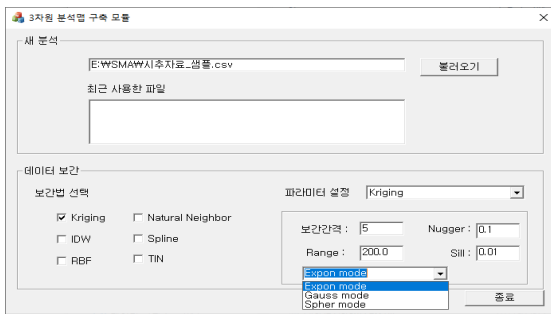 3차원 분석맵 구축 모듈
새 분석
E:\SMA\시추자료_샘플.csv
불러오기
최근 사용한 파일
데이터 보간
보간법 선택
파라미터 설정
Kriging
Kriging
Natural Neighbor
IDW
Spline
RBF
TIN
보간간격 :
5
Nugger :
0.1
Range :
200.0
Sill :
0.01
Expon mode
Expon mode
Gauss mode
Spher mode
종료